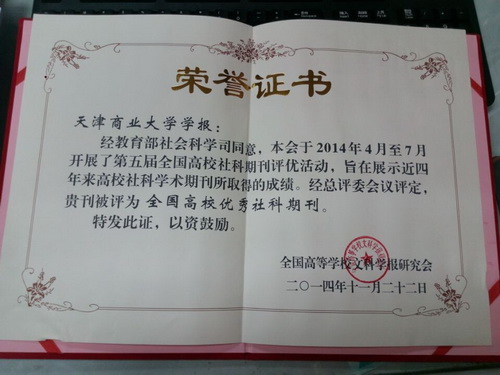 荣誉证书
天津商业大学学报：
经教育部社会科学司同意，本会于2014年4月至7月
开展了第五届全国高校社科期刊评优活动，旨在展示近四
年来高校社科学术期刊所取得的成绩。经总评委会议评定，
贵刊被评为 全国高校优秀社科期刊。
特发此证，以资鼓励。
全国高等学校文科学报研究会
二〇一四年十一月二十二日